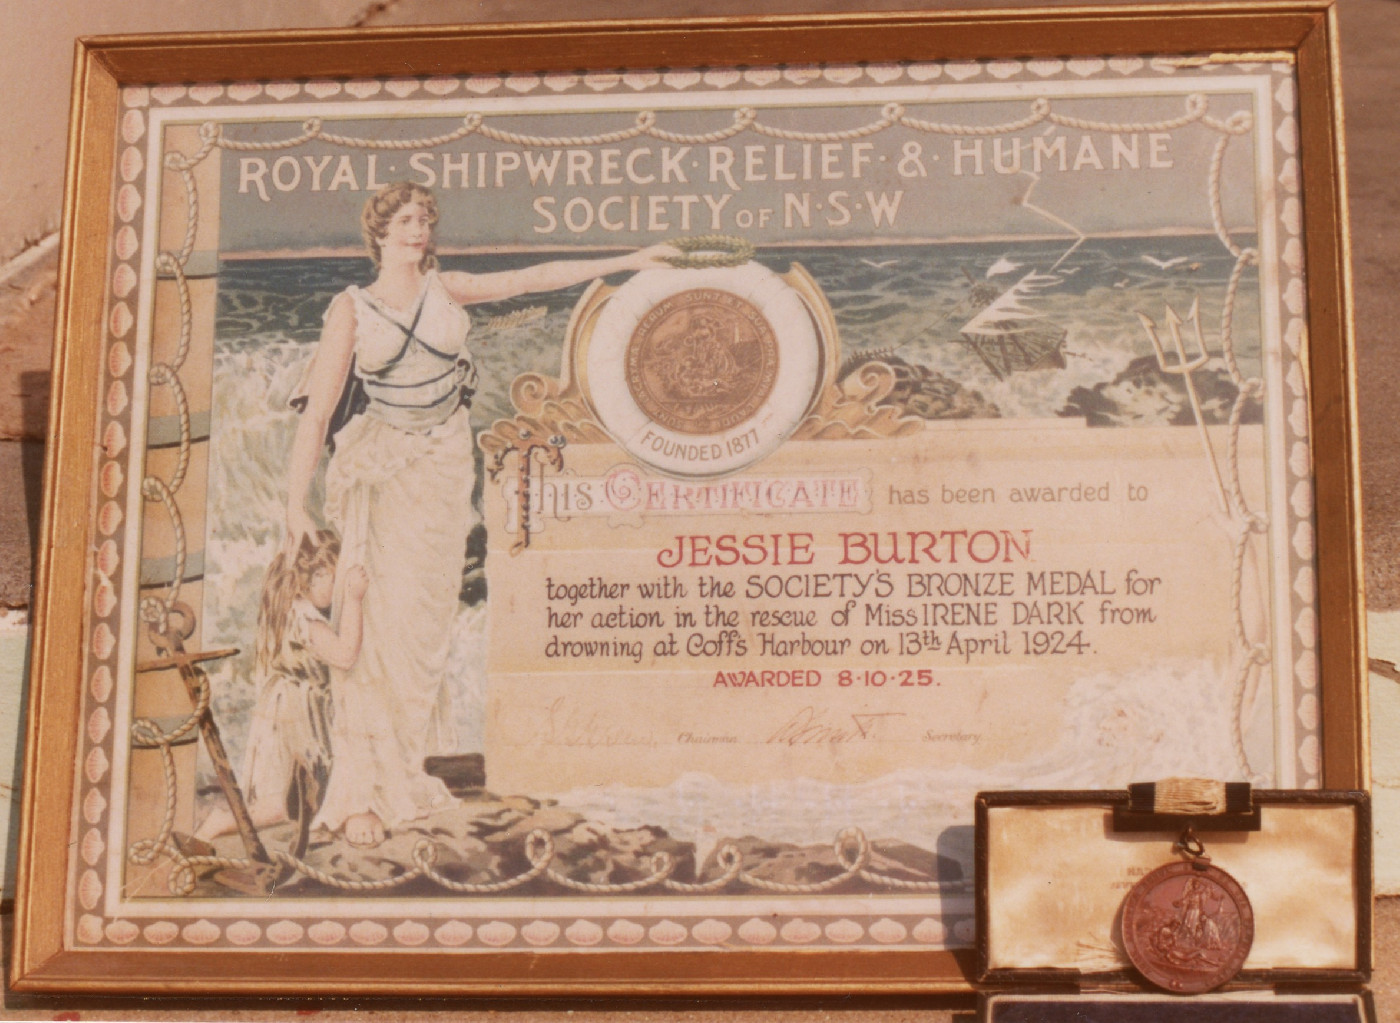 ROYAL·SHIPWRECK·RELIEF·&·HUMANE
SOCIETY OF N·S·W
FOUNDED 1877
THIS CERTIFICATE has been awarded to
JESSIE BURTON
together with the SOCIETY'S BRONZE MEDAL for
her action in the rescue of Miss IRENE DARK from
drowning at Coff's Harbour on 13th April 1924.
AWARDED 8·10·25.
Chairman Secretary